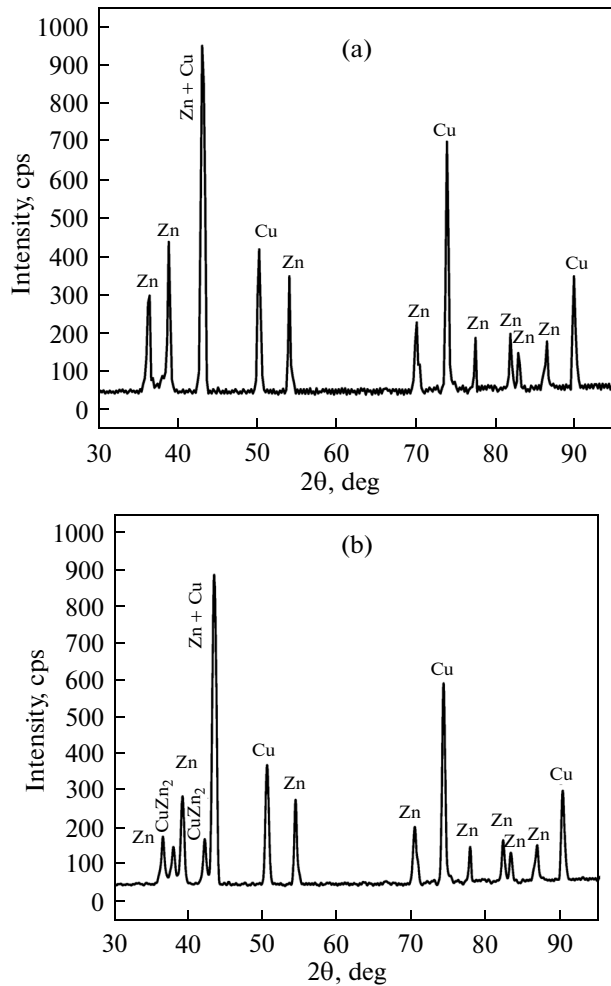 (a)
1000
900
800
700
600
500
400
300
200
100
0
Intensity, cps
Zn
Zn
Zn + Cu
Cu
Zn
Zn
Cu
Zn
Zn
Zn
Zn
Cu
30 40 50 60 70 80 90
2θ, deg
(b)
1000
900
800
700
600
500
400
300
200
100
0
Intensity, cps
Zn
CuZn₂
Zn
CuZn₂
Zn + Cu
Cu
Zn
Zn
Cu
Zn
Zn
Zn
Zn
Cu
30 40 50 60 70 80 90
2θ, deg